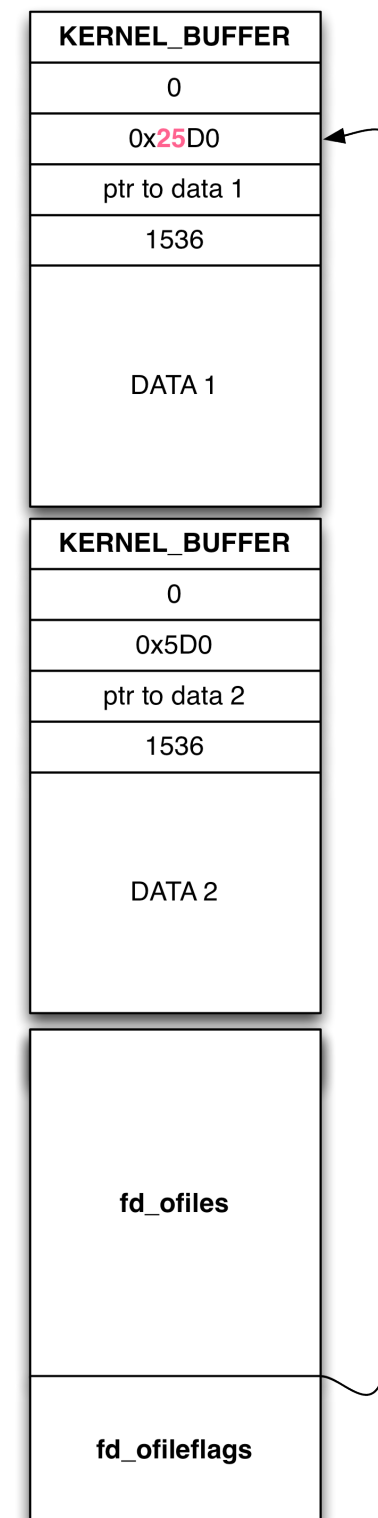 KERNEL_BUFFER
0
0x25D0
ptr to data 1
1536
DATA 1
KERNEL_BUFFER
0
0x5D0
ptr to data 2
1536
DATA 2
fd_ofiles
fd_ofileflags